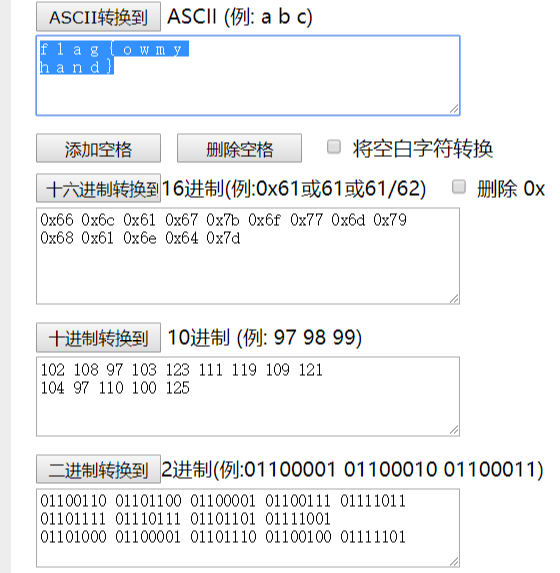 ASCII转换到 ASCII (例: a b c)
f l a g { o w m y
h a n d }
添加空格 删除空格 将空白字符转换
十六进制转换到 16进制(例:0x61或61或61/62) 删除 0x
0x66 0x6c 0x61 0x67 0x7b 0x6f 0x77 0x6d 0x79
0x68 0x61 0x6e 0x64 0x7d
十进制转换到 10进制 (例: 97 98 99)
102 108 97 103 123 111 119 109 121
104 97 110 100 125
二进制转换到 2进制(例:01100001 01100010 01100011)
01100110 01101100 01100001 01100111 01111011
01101111 01110111 01101101 01111001
01101000 01100001 01101110 01100100 01111101